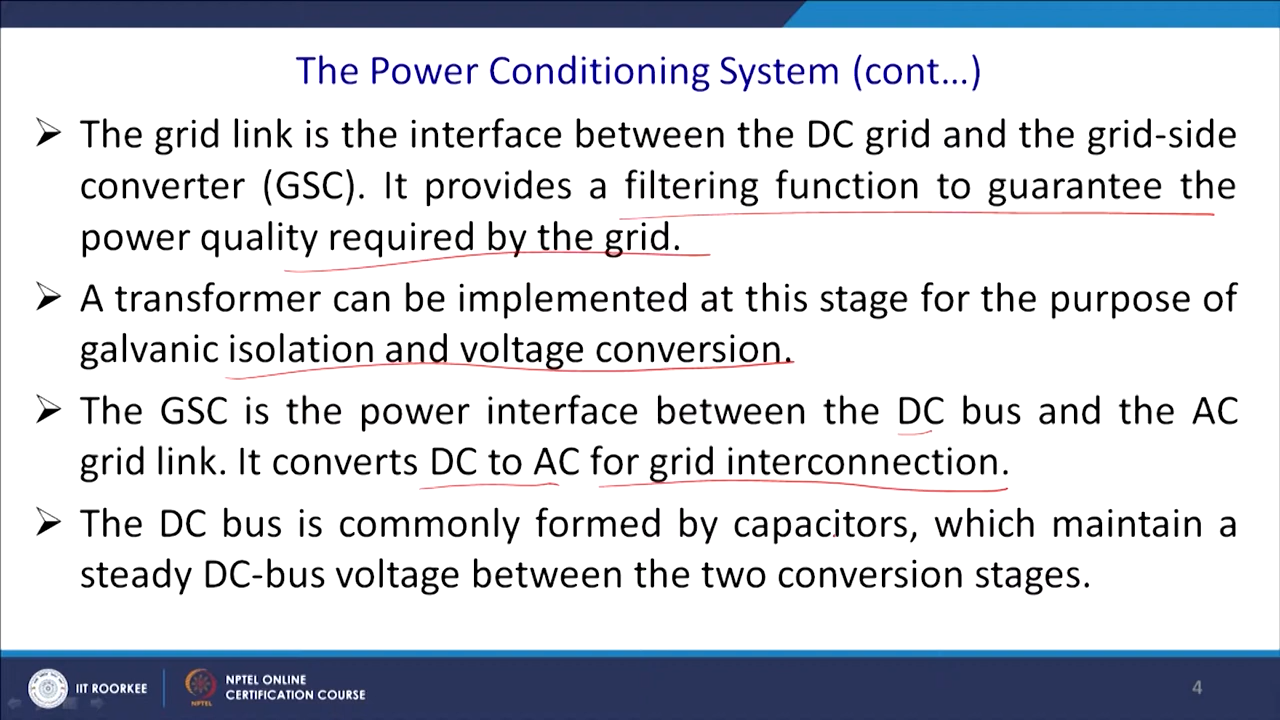 The Power Conditioning System (cont...)
➢ The grid link is the interface between the DC grid and the grid-side
converter (GSC). It provides a filtering function to guarantee the
power quality required by the grid.
➢ A transformer can be implemented at this stage for the purpose of
galvanic isolation and voltage conversion.
➢ The GSC is the power interface between the DC bus and the AC
grid link. It converts DC to AC for grid interconnection.
➢ The DC bus is commonly formed by capacitors, which maintain a
steady DC-bus voltage between the two conversion stages.
IIT ROORKEE
NPTEL
NPTEL ONLINE
CERTIFICATION COURSE
4